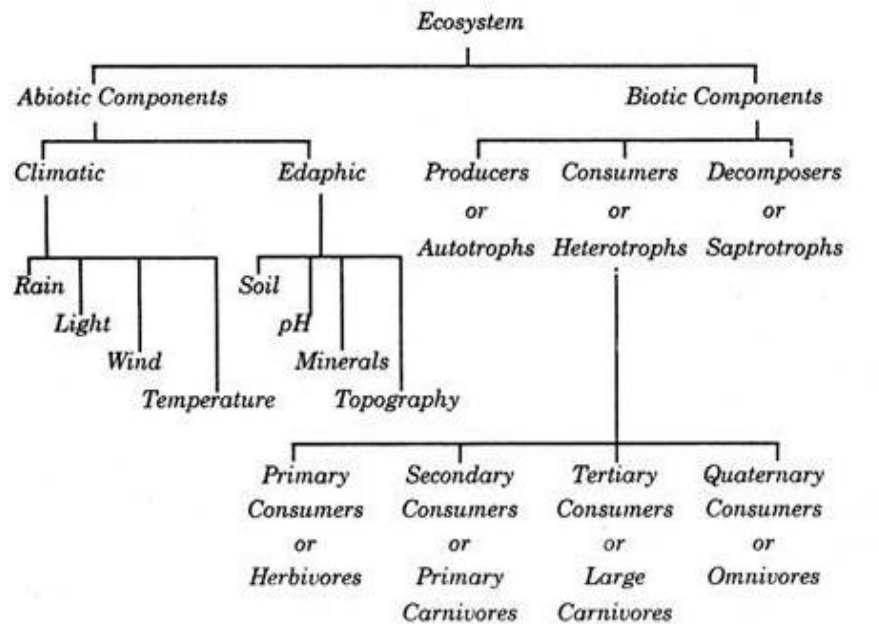 Ecosystem
Abiotic Components Biotic Components
Climatic Edaphic Producers Consumers Decomposers
or or or
Autotrophs Heterotrophs Saptrotrophs
Rain Soil
Light pH
Wind Minerals
Temperature Topography
Primary Secondary Tertiary Quaternary
Consumers Consumers Consumers Consumers
or or or or
Herbivores Primary Large Omnivores
Carnivores Carnivores